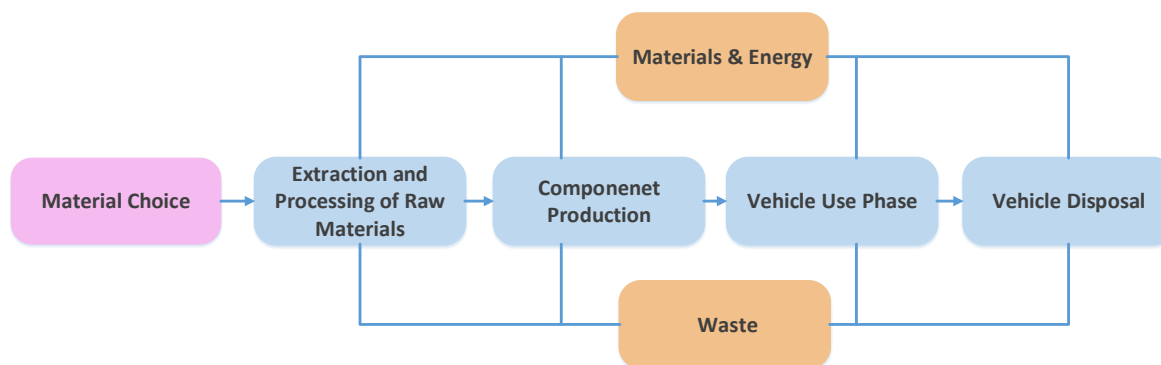 Materials & Energy
Material Choice
Extraction and
Processing of Raw
Materials
Componenet
Production
Vehicle Use Phase
Vehicle Disposal
Waste